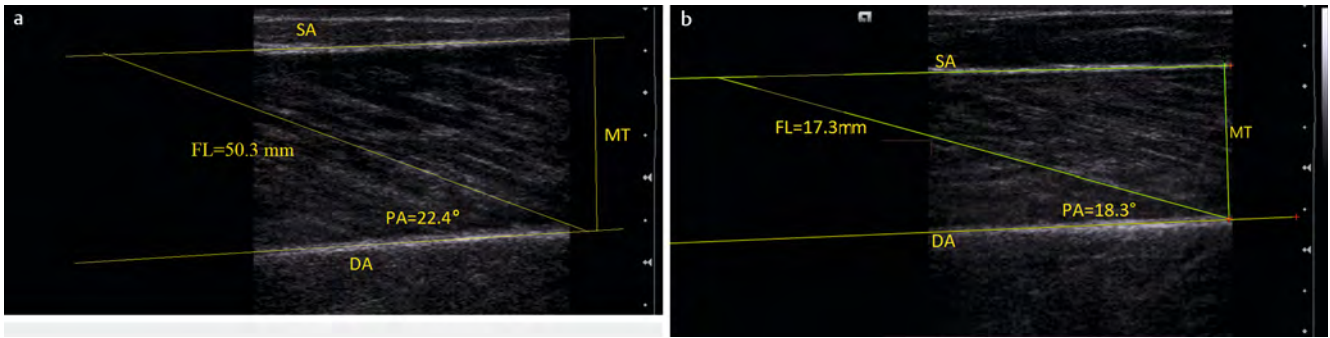 a
SA
FL=50.3 mm
MT
PA=22.4°
DA
b
SA
FL=17.3mm
MT
PA=18.3°
DA